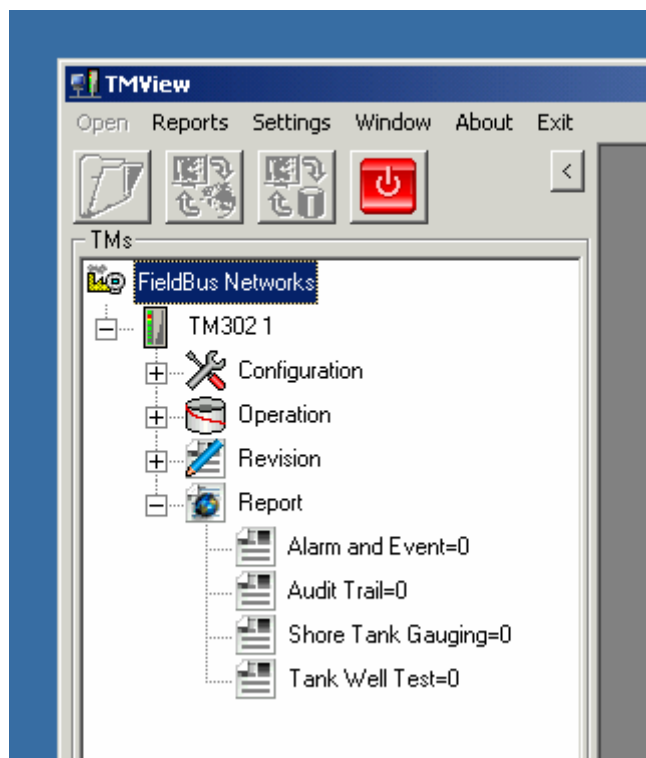 TMView
Open Reports Settings Window About Exit
<
TMs
FieldBus Networks
TM302 1
Configuration
Operation
Revision
Report
Alarm and Event=0
Audit Trail=0
Shore Tank Gauging=0
Tank Well Test=0